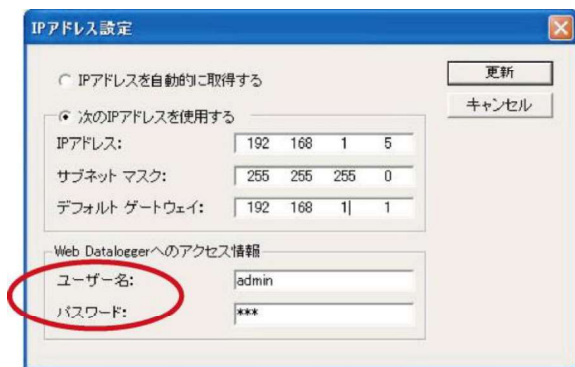 IPアドレス設定
IPアドレスを自動的に取得する
次のIPアドレスを使用する
IPアドレス: 192 168 1 5
サブネット マスク: 255 255 255 0
デフォルト ゲートウェイ: 192 168 1 1
Web Dataloggerへのアクセス情報
ユーザー名: admin
パスワード: ***
更新
キャンセル